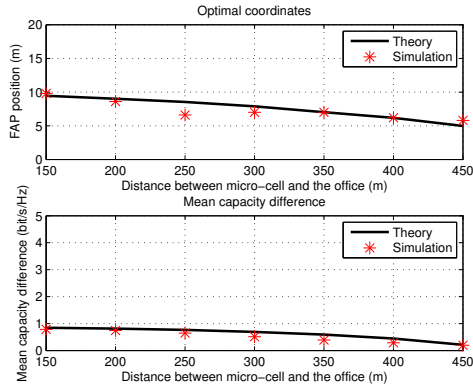 Optimal coordinates
20
15
10
5
0
FAP position (m)
Theory
Simulation
150 200 250 300 350 400 450
Distance between micro-cell and the office (m)
Mean capacity difference
5
4
3
2
1
0
Mean capacity difference (bit/s/Hz)
Theory
Simulation
150 200 250 300 350 400 450
Distance between micro-cell and the office (m)